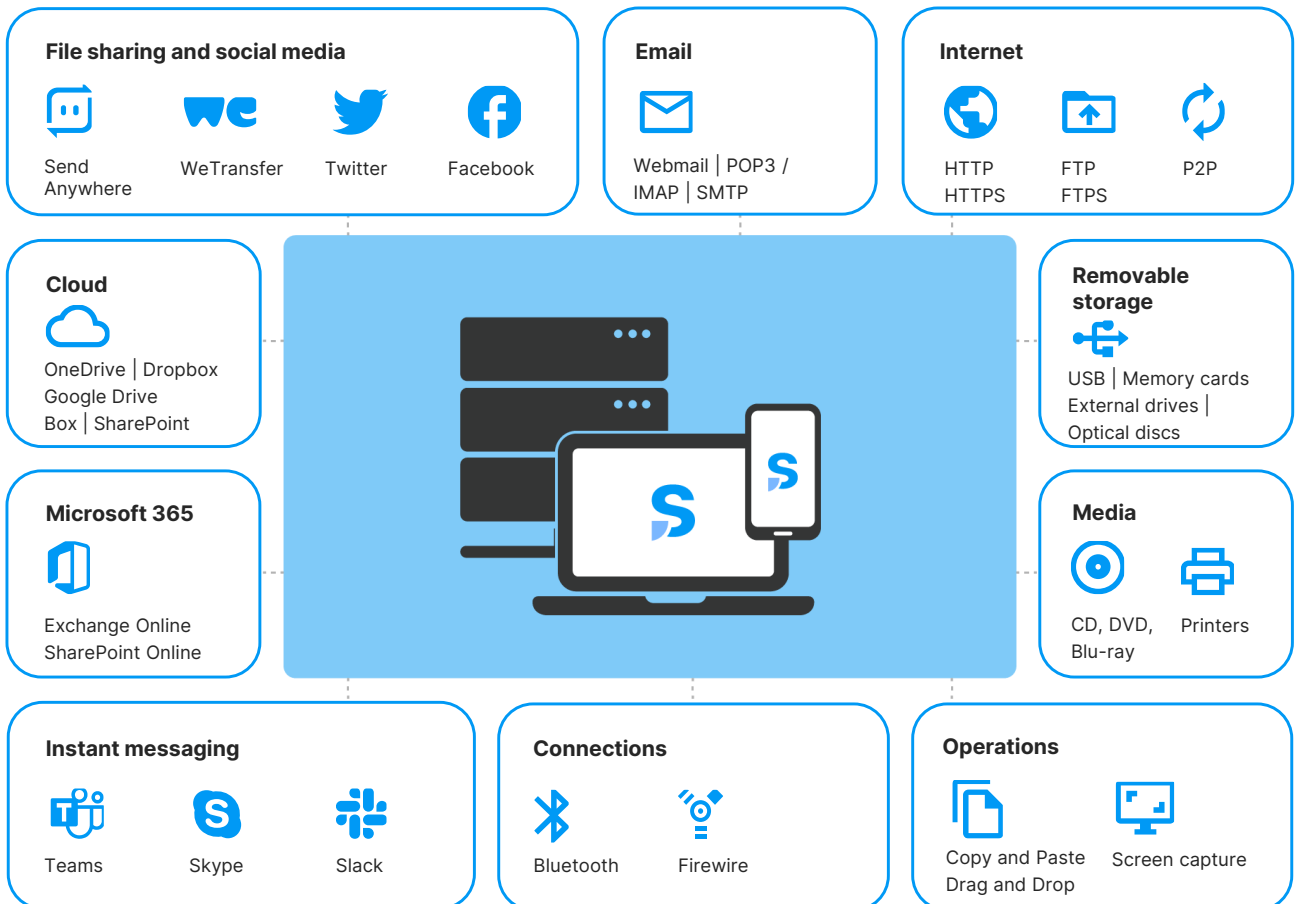 File sharing and social media
Send
Anywhere
WeTransfer
Twitter
Facebook
Email
Webmail | POP3 /
IMAP | SMTP
Internet
HTTP
HTTPS
FTP
FTPS
P2P
Cloud
OneDrive | Dropbox
Google Drive
Box | SharePoint
Removable
storage
USB | Memory cards
External drives |
Optical discs
Microsoft 365
Exchange Online
SharePoint Online
Media
CD, DVD,
Blu-ray
Printers
Instant messaging
Teams
Skype
Slack
Connections
Bluetooth
Firewire
Operations
Copy and Paste
Drag and Drop
Screen capture